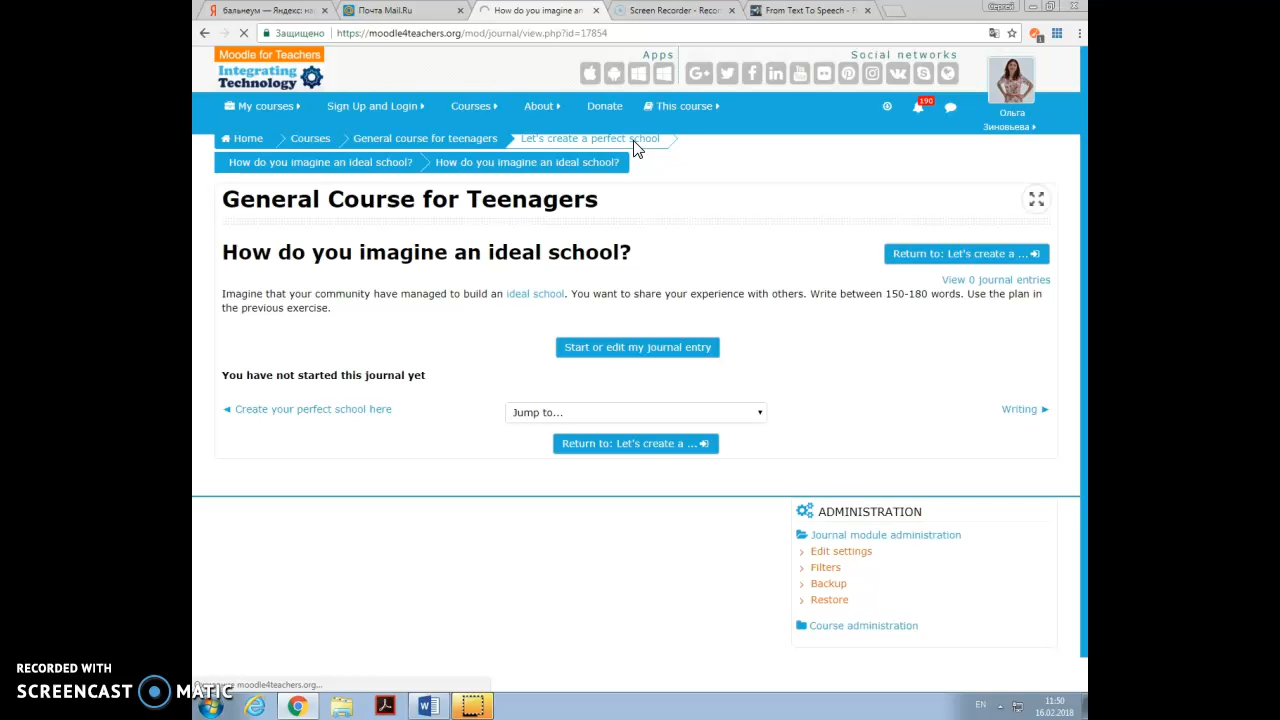 бальнеум — Яндекс: на
Почта Mail.Ru
How do you imagine an
Screen Recorder - Reco
From Text To Speech - F
Сергей
Защищено
https://moodle4teachers.org/mod/journal/view.php?id=17854
Moodle for Teachers
Integrating
Technology
Apps
Social networks
My courses
Sign Up and Login
Courses
About
Donate
This course
190
Ольга
Зиновьева
Home
Courses
General course for teenagers
Let's create a perfect school
How do you imagine an ideal school?
How do you imagine an ideal school?
General Course for Teenagers
How do you imagine an ideal school?
Return to: Let's create a ...
View 0 journal entries
Imagine that your community have managed to build an ideal school. You want to share your experience with others. Write between 150-180 words. Use the plan in
the previous exercise.
Start or edit my journal entry
You have not started this journal yet
◄ Create your perfect school here
Jump to...
Writing ►
Return to: Let's create a ...
ADMINISTRATION
Journal module administration
Edit settings
Filters
Backup
Restore
Course administration
moodle4teachers.org...
RECORDED WITH
SCREENCAST MATIC
EN
11:50
16.02.2018